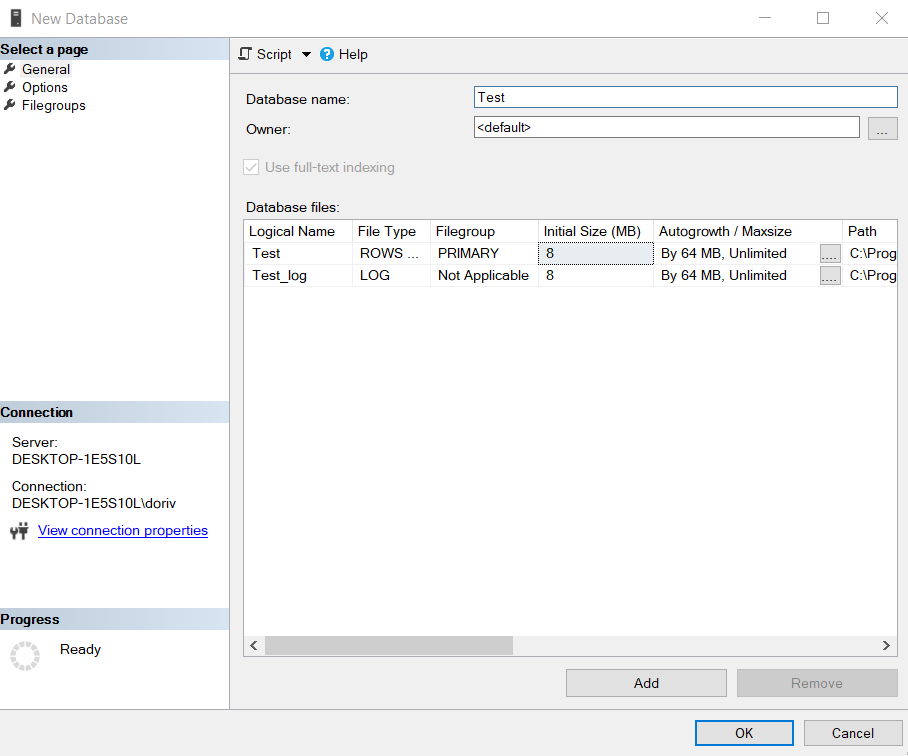 New Database
Select a page
General
Options
Filegroups
Script Help
Database name: Test
Owner: <default> ...
Use full-text indexing
Database files:
Logical Name File Type Filegroup Initial Size (MB) Autogrowth / Maxsize Path
Test ROWS ... PRIMARY 8 By 64 MB, Unlimited .... C:\Prog
Test_log LOG Not Applicable 8 By 64 MB, Unlimited .... C:\Prog
Connection
Server:
DESKTOP-1E5S10L
Connection:
DESKTOP-1E5S10L\doriv
View connection properties
Progress
Ready
Add Remove
OK Cancel